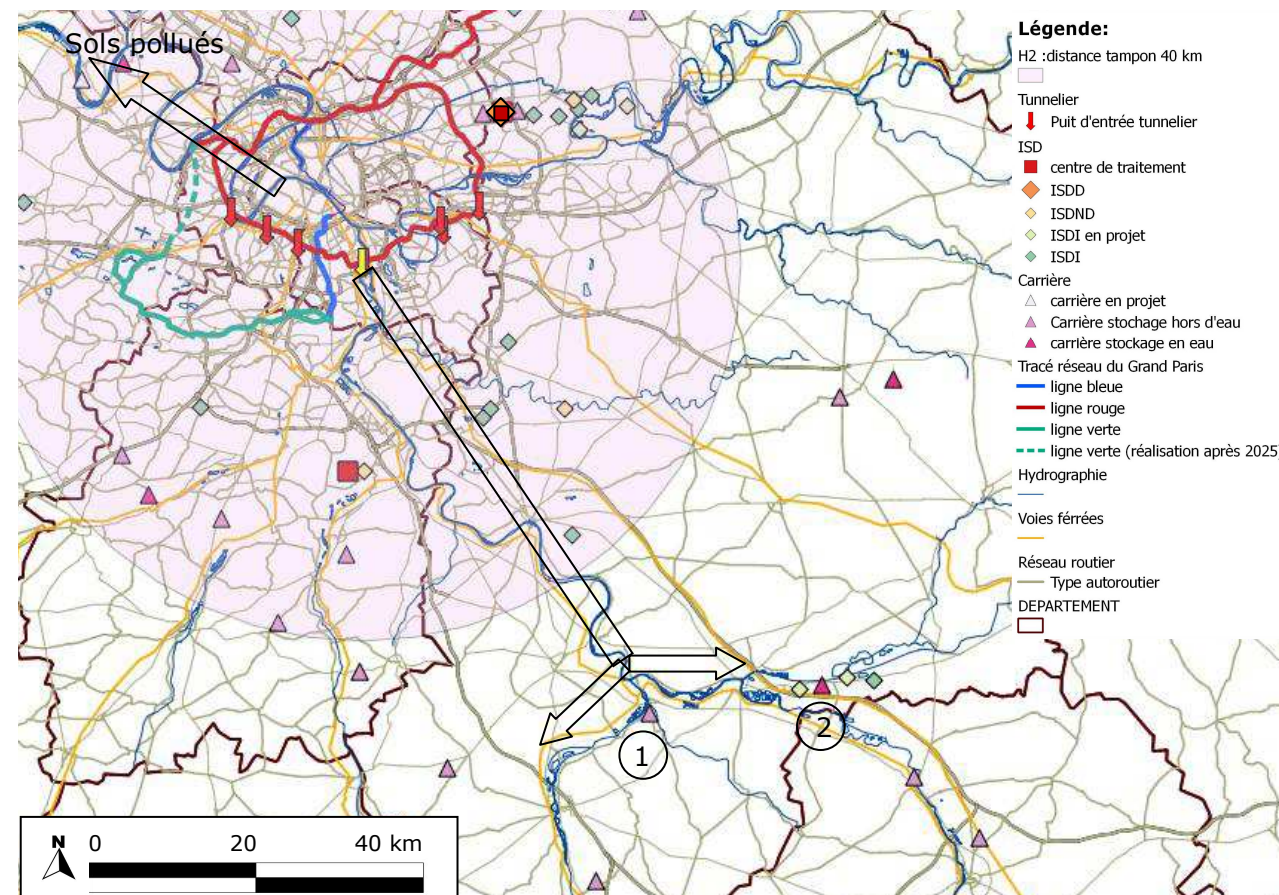 Sols pollués
1
2
N
0 20 40 km
Légende:
H2 :distance tampon 40 km
Tunnelier
Puit d'entrée tunnelier
ISD
centre de traitement
ISDD
ISDND
ISDI en projet
ISDI
Carrière
carrière en projet
Carrière stochage hors d'eau
carrière stockage en eau
Tracé réseau du Grand Paris
ligne bleue
ligne rouge
ligne verte
ligne verte (réalisation après 2025)
Hydrographie
Voies férrées
Réseau routier
Type autoroutier
DEPARTEMENT